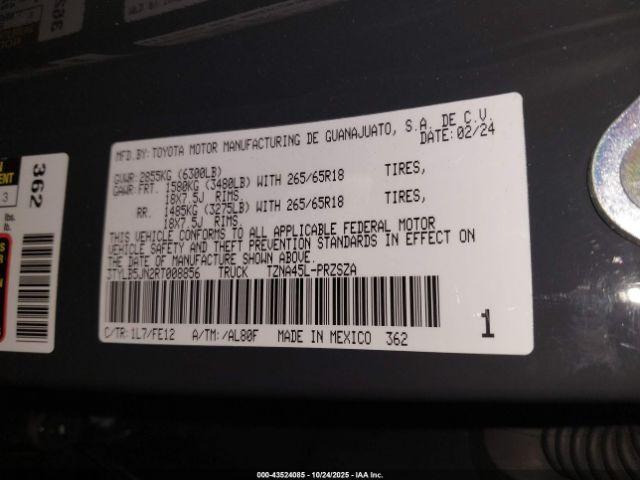 MFD.BY:TOYOTA MOTOR MANUFACTURING DE GUANAJUATO, S.A. DE C.V.
DATE: 02/24
GVWR: 2855KG (6300LB)
GAWR:FRT. 1580KG (3480LB) WITH 265/65R18 TIRES,
18X7.5J RIMS
RR. 1485KG (3275LB) WITH 265/65R18 TIRES,
18X7.5J RIMS
THIS VEHICLE CONFORMS TO ALL APPLICABLE FEDERAL MOTOR
VEHICLE SAFETY AND THEFT PREVENTION STANDARDS IN EFFECT ON
THE DATE OF MANUFACTURE SHOWN ABOVE.
3TYLB5JN2RT008856 TRUCK TZNA45L-PRZSZA
C/TR: 1L7/FE12 A/TM: /AL80F MADE IN MEXICO 362
1
362
3
lbs.
lb.
000-43524085 - 10/24/2025 - IAA Inc.